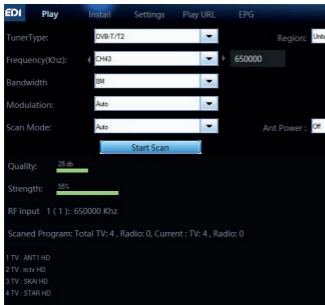 EDI Play Install Settings Play URL EPG
TunerType: DVB-T/T2 Region:
Frequency(Khz): CH43 650000
Bandwidth 8M
Modulation: Auto
Scan Mode: Auto Ant Power: Off
Start Scan
Quality: 28 db
Strength: 55%
RF input 1 ( 1 ): 650000 Khz
Scaned Program: Total TV: 4 , Radio: 0, Current : TV: 4 , Radio: 0
1 TV : ANT1 HD
2 TV : m.tv HD
3 TV : SKAI HD
4 TV : STAR HD